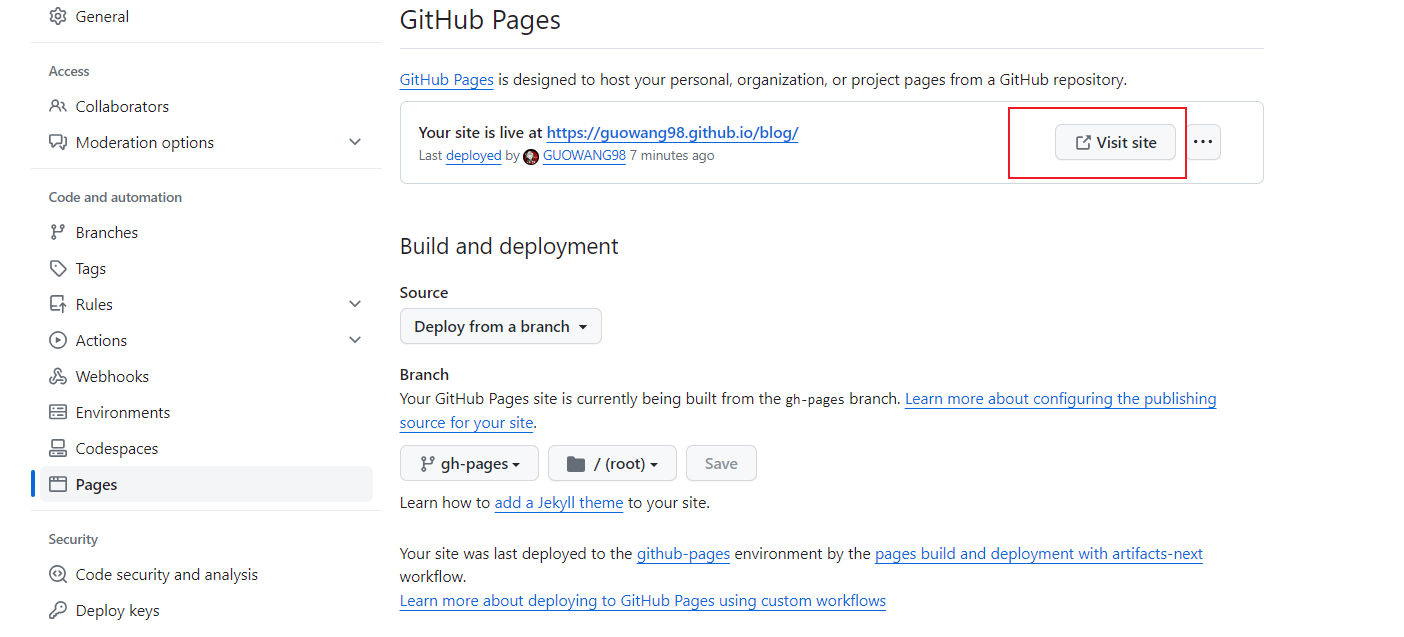 General
Access
Collaborators
Moderation options
Code and automation
Branches
Tags
Rules
Actions
Webhooks
Environments
Codespaces
Pages
Security
Code security and analysis
Deploy keys
GitHub Pages
GitHub Pages is designed to host your personal, organization, or project pages from a GitHub repository.
Your site is live at https://guowang98.github.io/blog/
Last deployed by GUOWANG98 7 minutes ago
Visit site
Build and deployment
Source
Deploy from a branch
Branch
Your GitHub Pages site is currently being built from the gh-pages branch. Learn more about configuring the publishing
source for your site.
gh-pages
/ (root)
Save
Learn how to add a Jekyll theme to your site.
Your site was last deployed to the github-pages environment by the pages build and deployment with artifacts-next
workflow.
Learn more about deploying to GitHub Pages using custom workflows